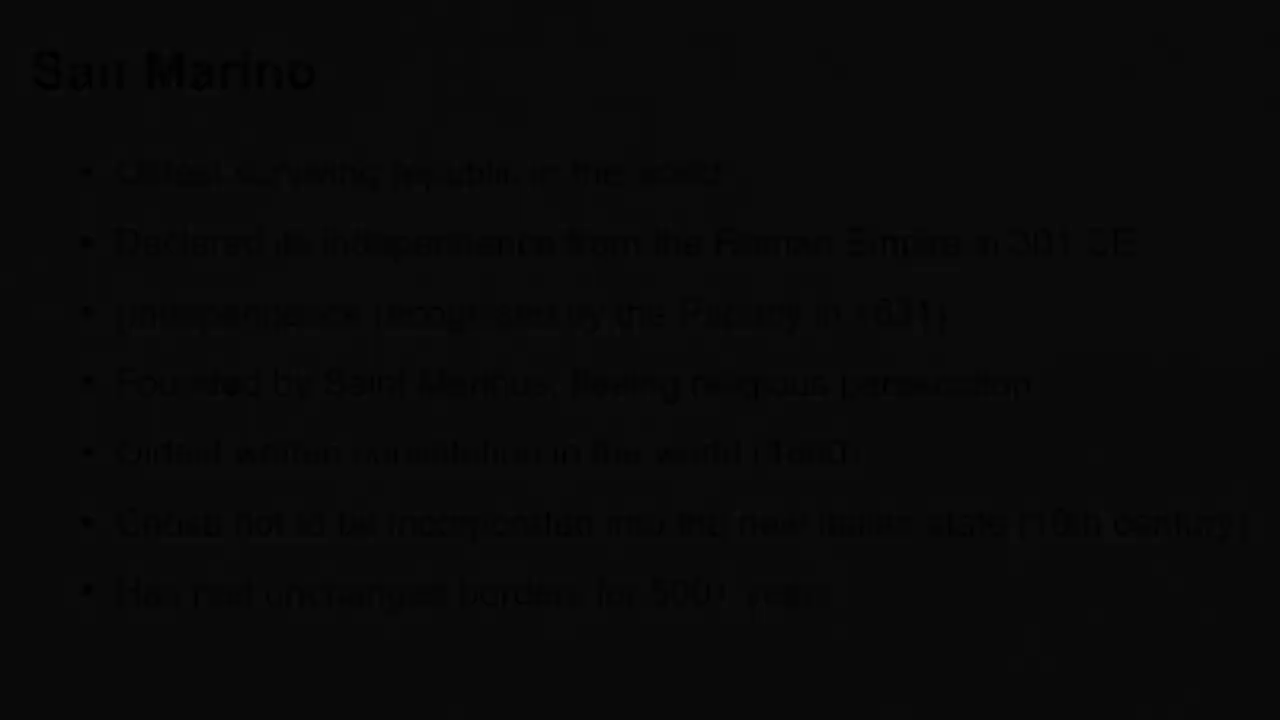 San Marino
• Oldest surviving republic in the world
• Declared its independence from the Roman Empire in 301 CE
• (independence recognised by the Papacy in 1631)
• Founded by Saint Marinus, fleeing religious persecution
• Oldest written constitution in the world (1600)
• Chose not to be incorporated into the new Italian state (19th century)
• Has had unchanged borders for 500+ years